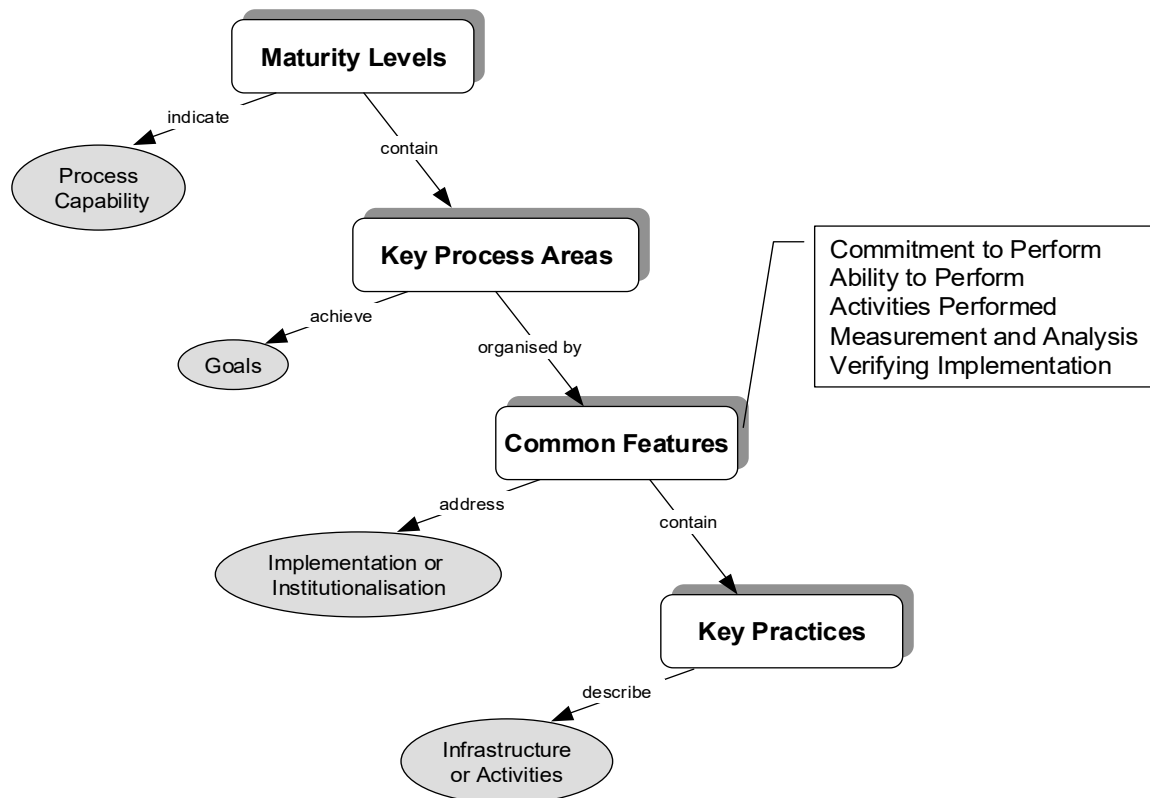 Maturity Levels
indicate
contain
Process
Capability
Key Process Areas
Commitment to Perform
Ability to Perform
Activities Performed
Measurement and Analysis
Verifying Implementation
achieve
organised by
Goals
Common Features
address
contain
Implementation or
Institutionalisation
Key Practices
describe
Infrastructure
or Activities